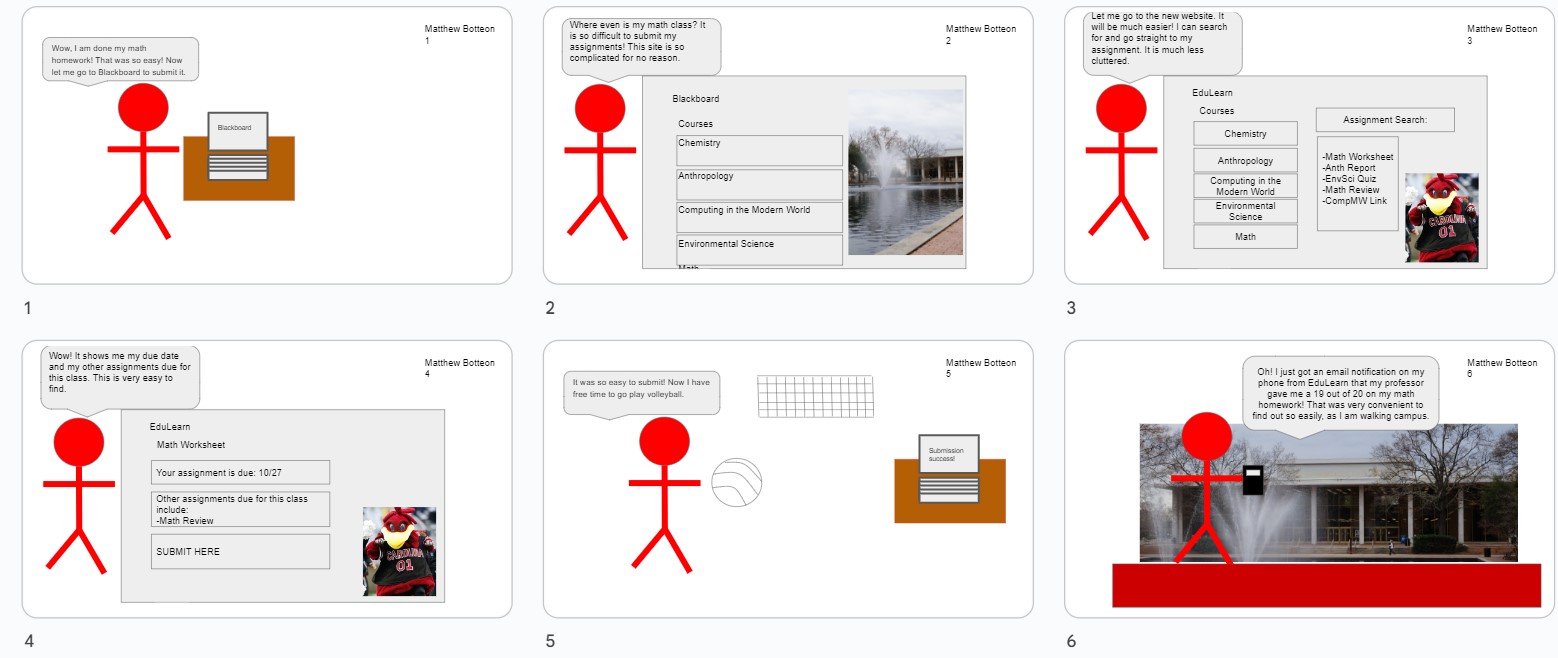 Matthew Botteon
1
Wow, I am done my math
homework! That was so easy! Now
let me go to Blackboard to submit it.
Blackboard
1
Matthew Botteon
2
Where even is my math class? It
is so difficult to submit my
assignments! This site is so
complicated for no reason.
Blackboard
Courses
Chemistry
Anthropology
Computing in the Modern World
Environmental Science
Math
2
Matthew Botteon
3
Let me go to the new website. It
will be much easier! I can search
for and go straight to my
assignment. It is much less
cluttered.
EduLearn
Courses
Chemistry
Anthropology
Computing in the
Modern World
Environmental
Science
Math
Assignment Search:
-Math Worksheet
-Anth Report
-EnvSci Quiz
-Math Review
-CompMW Link
CAROLINA
01
3
Matthew Botteon
4
Wow! It shows me my due date
and my other assignments due for
this class. This is very easy to
find.
EduLearn
Math Worksheet
Your assignment is due: 10/27
Other assignments due for this class
include:
-Math Review
SUBMIT HERE
CAROLINA
01
4
Matthew Botteon
5
It was so easy to submit! Now I have
free time to go play volleyball.
Submission
success!
5
Matthew Botteon
6
Oh! I just got an email notification on my
phone from EduLearn that my professor
gave me a 19 out of 20 on my math
homework! That was very convenient to
find out so easily, as I am walking campus.
6